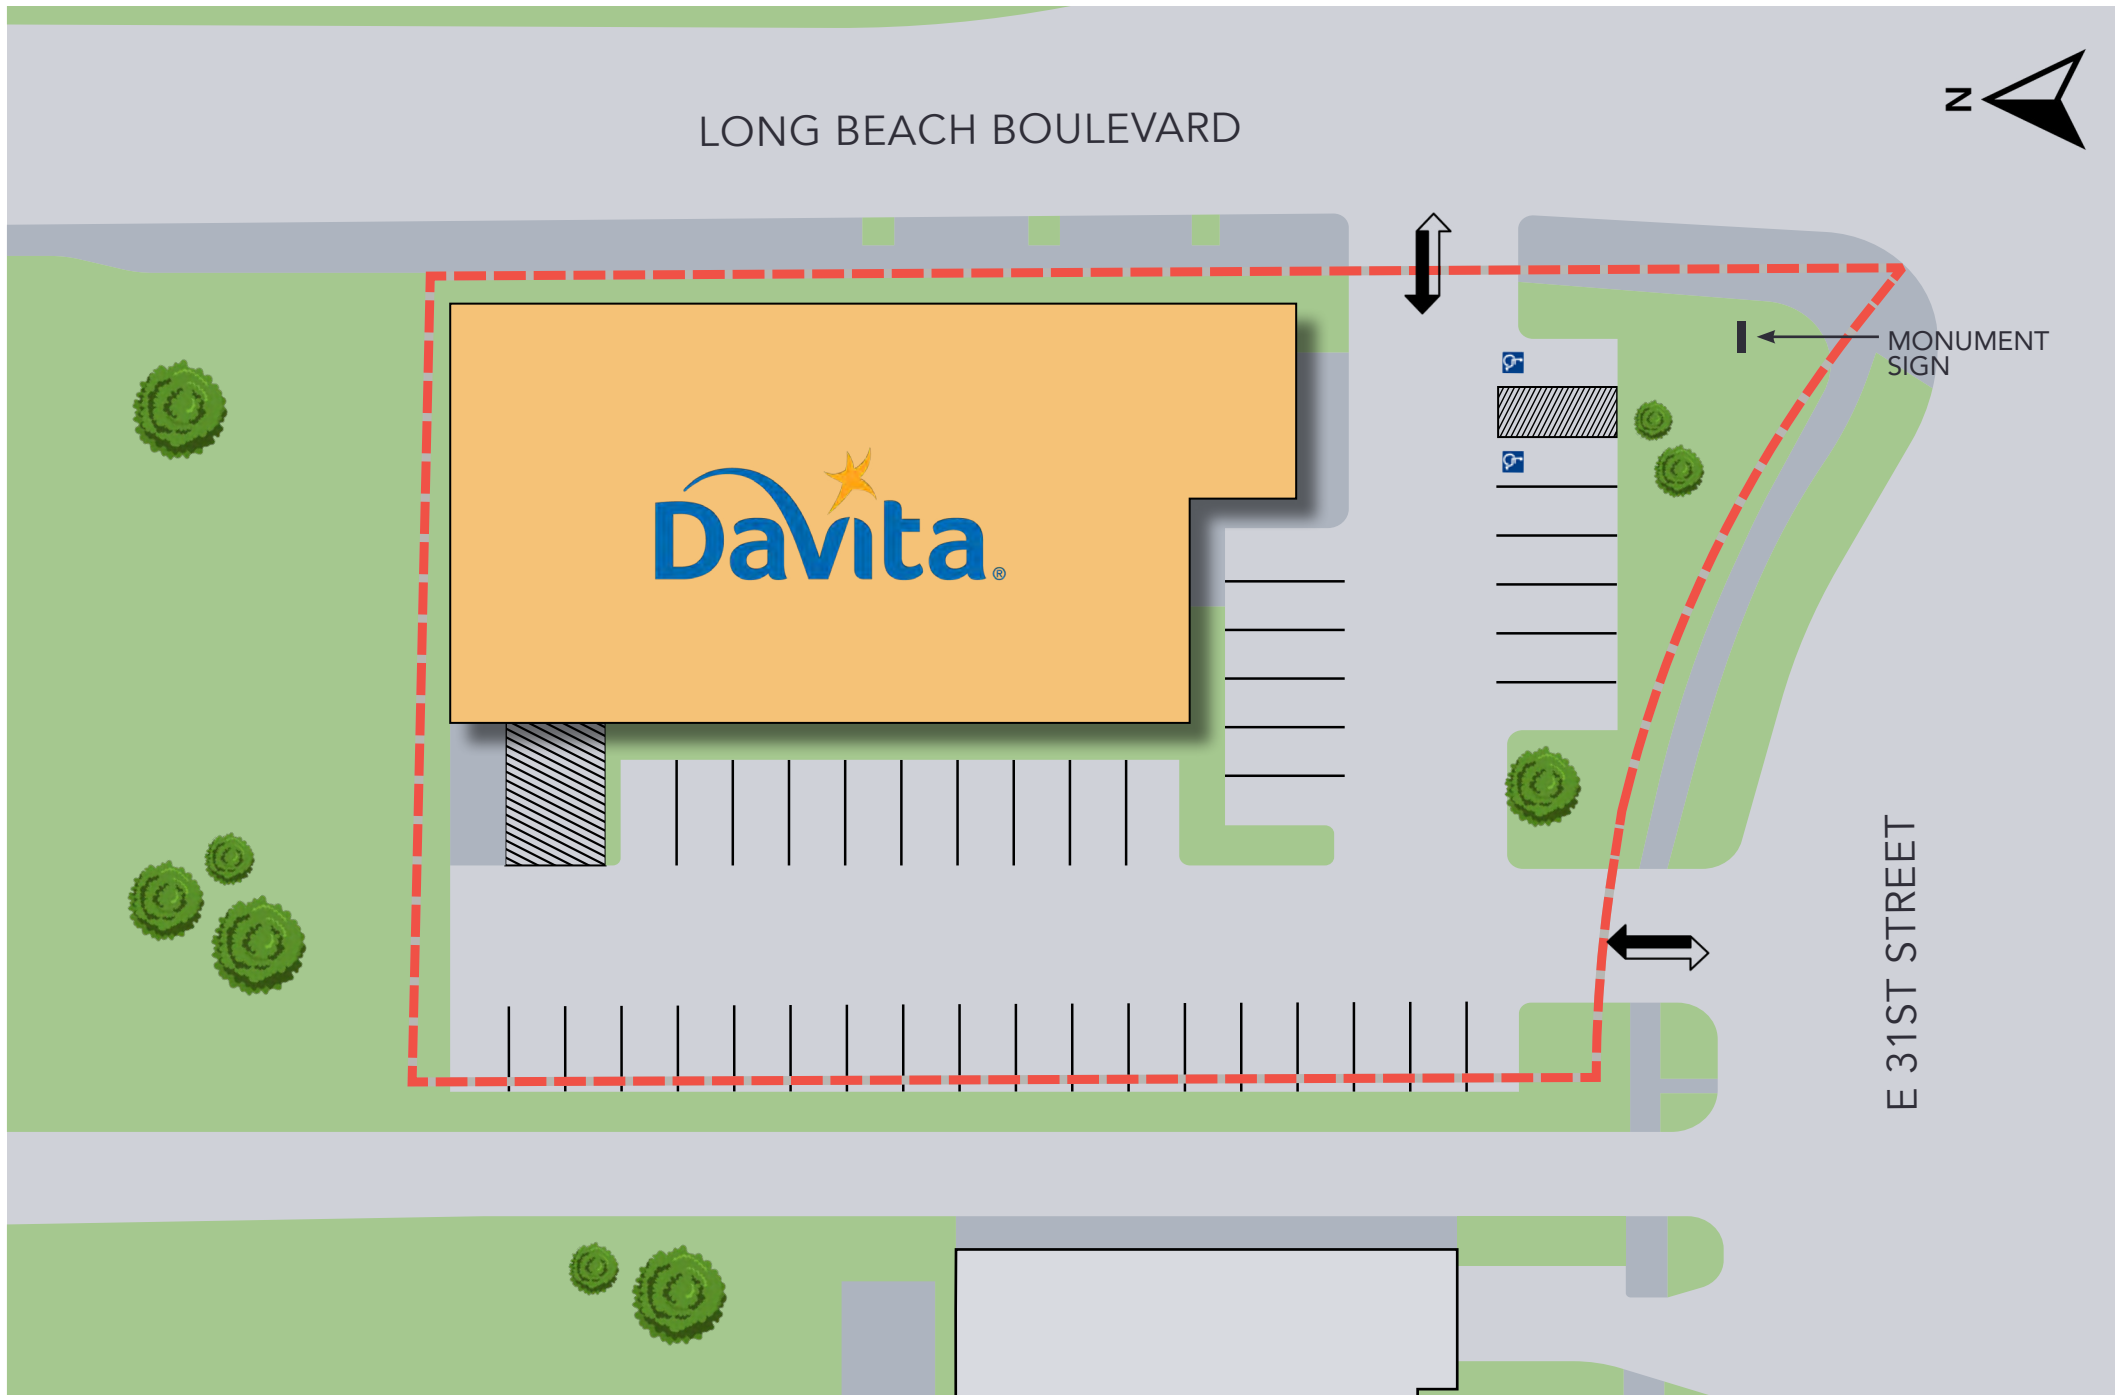 LONG BEACH BOULEVARD
N
MONUMENT
SIGN
DaVita®
E 31ST STREET